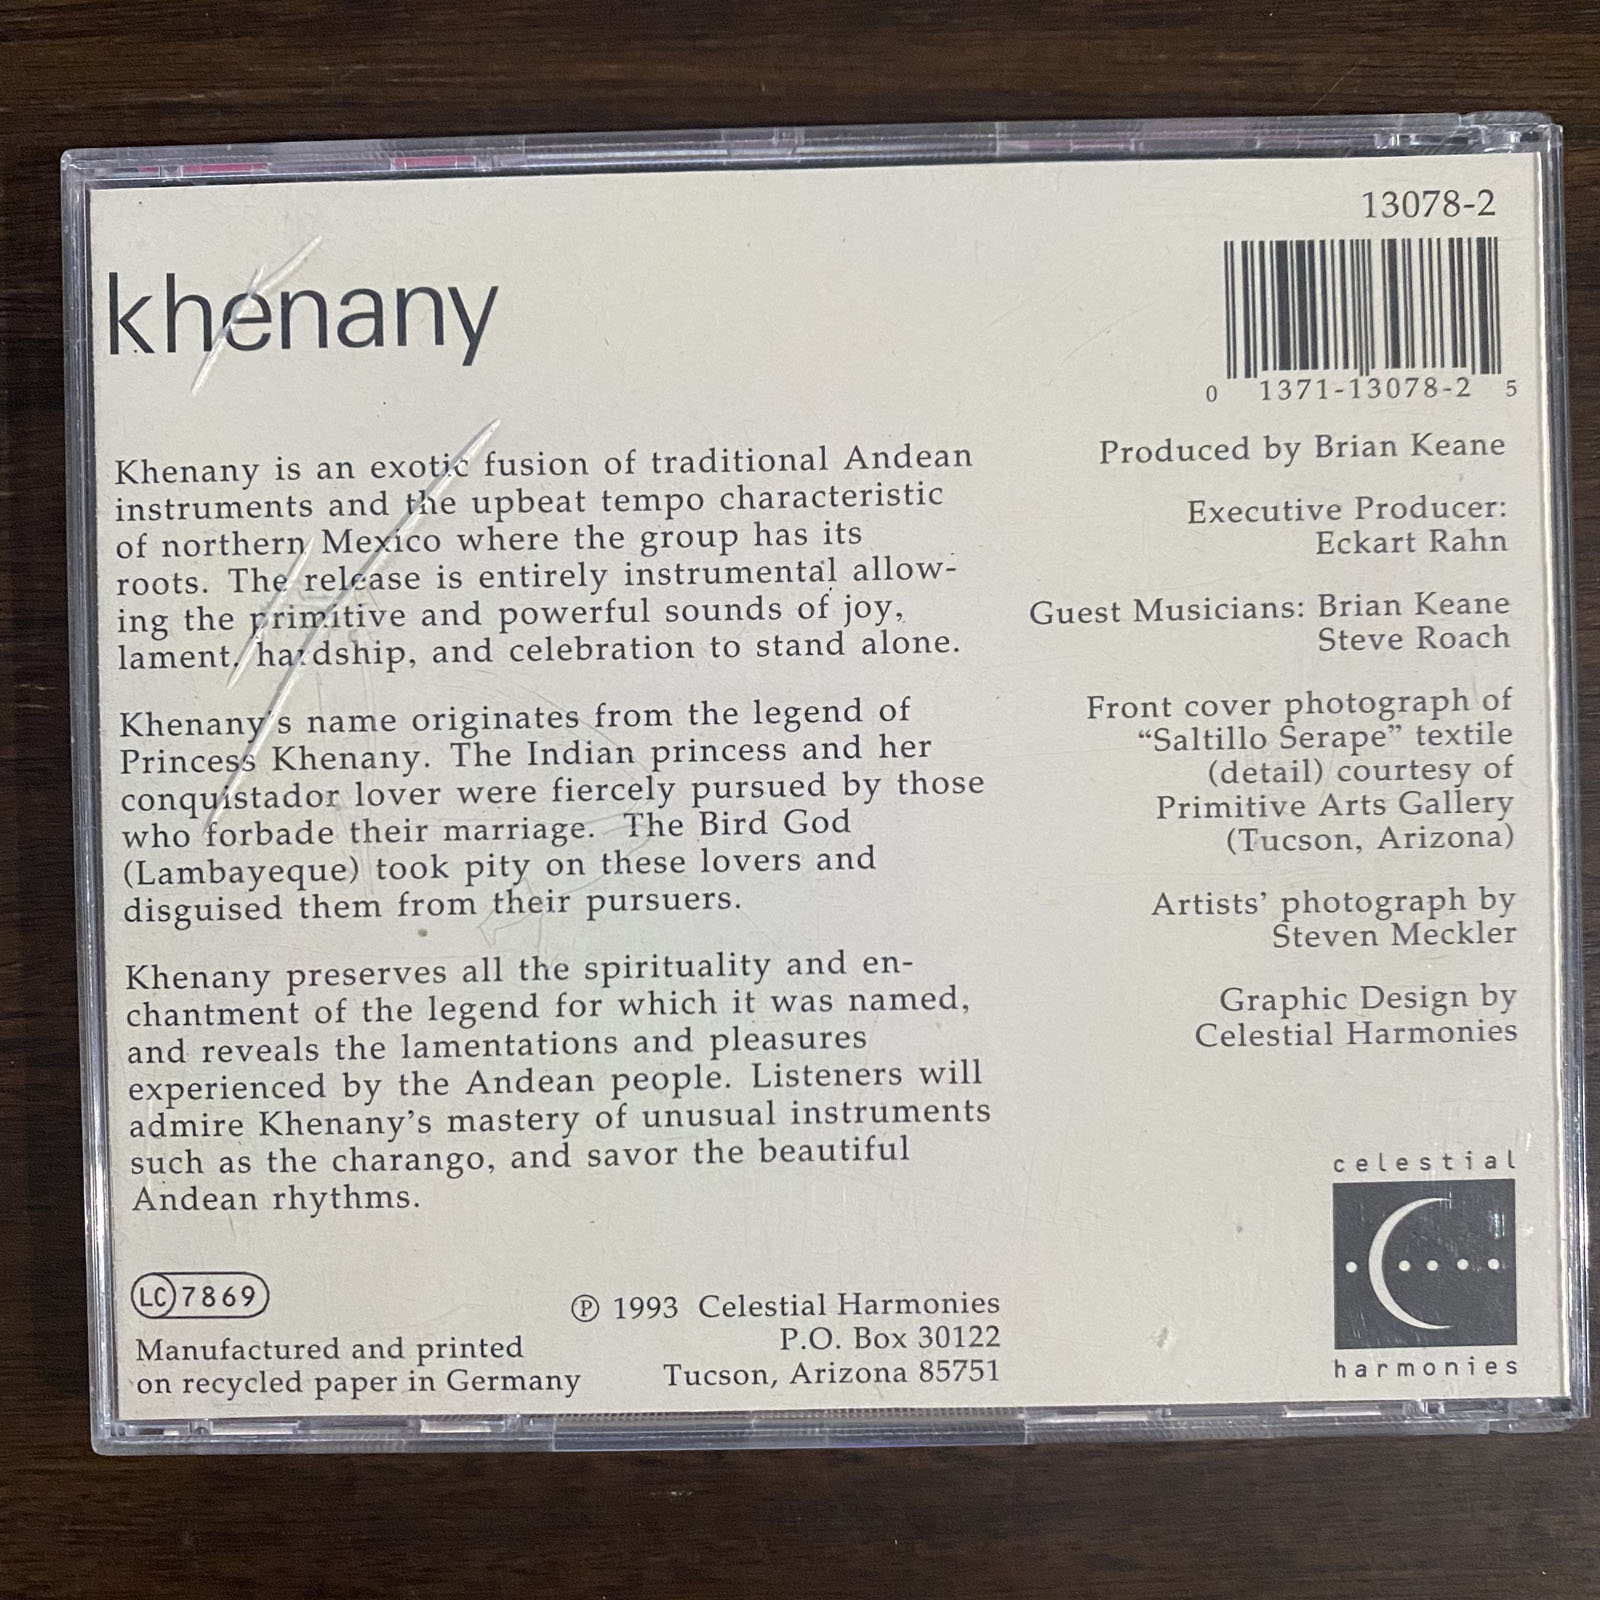 13078-2
khenany
0 1371-13078-2 5
Khenany is an exotic fusion of traditional Andean
instruments and the upbeat tempo characteristic
of northern Mexico where the group has its
roots. The release is entirely instrumental allow-
ing the primitive and powerful sounds of joy,
lament, hardship, and celebration to stand alone.
Khenany's name originates from the legend of
Princess Khenany. The Indian princess and her
conquistador lover were fiercely pursued by those
who forbade their marriage. The Bird God
(Lambayeque) took pity on these lovers and
disguised them from their pursuers.
Khenany preserves all the spirituality and en-
chantment of the legend for which it was named,
and reveals the lamentations and pleasures
experienced by the Andean people. Listeners will
admire Khenany's mastery of unusual instruments
such as the charango, and savor the beautiful
Andean rhythms.
Produced by Brian Keane
Executive Producer:
Eckart Rahn
Guest Musicians: Brian Keane
Steve Roach
Front cover photograph of
“Saltillo Serape” textile
(detail) courtesy of
Primitive Arts Gallery
(Tucson, Arizona)
Artists' photograph by
Steven Meckler
Graphic Design by
Celestial Harmonies
LC 7869
Manufactured and printed
on recycled paper in Germany
℗ 1993 Celestial Harmonies
P.O. Box 30122
Tucson, Arizona 85751
celestial
harmonies